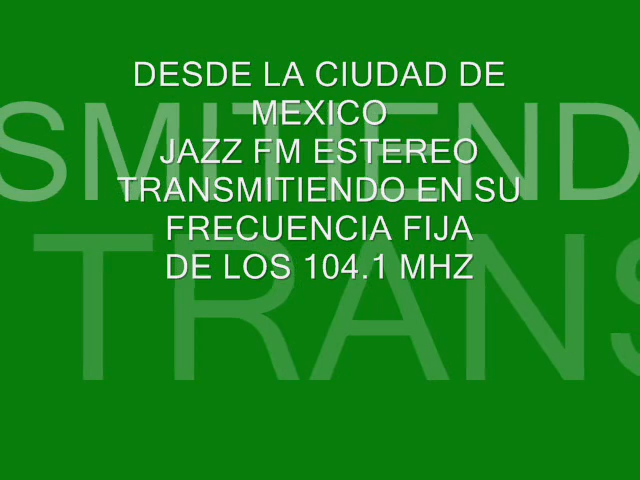 DESDE LA CIUDAD DE
MEXICO
JAZZ FM ESTEREO
TRANSMITIENDO EN SU
FRECUENCIA FIJA
DE LOS 104.1 MHZ
SMITIEND
TRANS